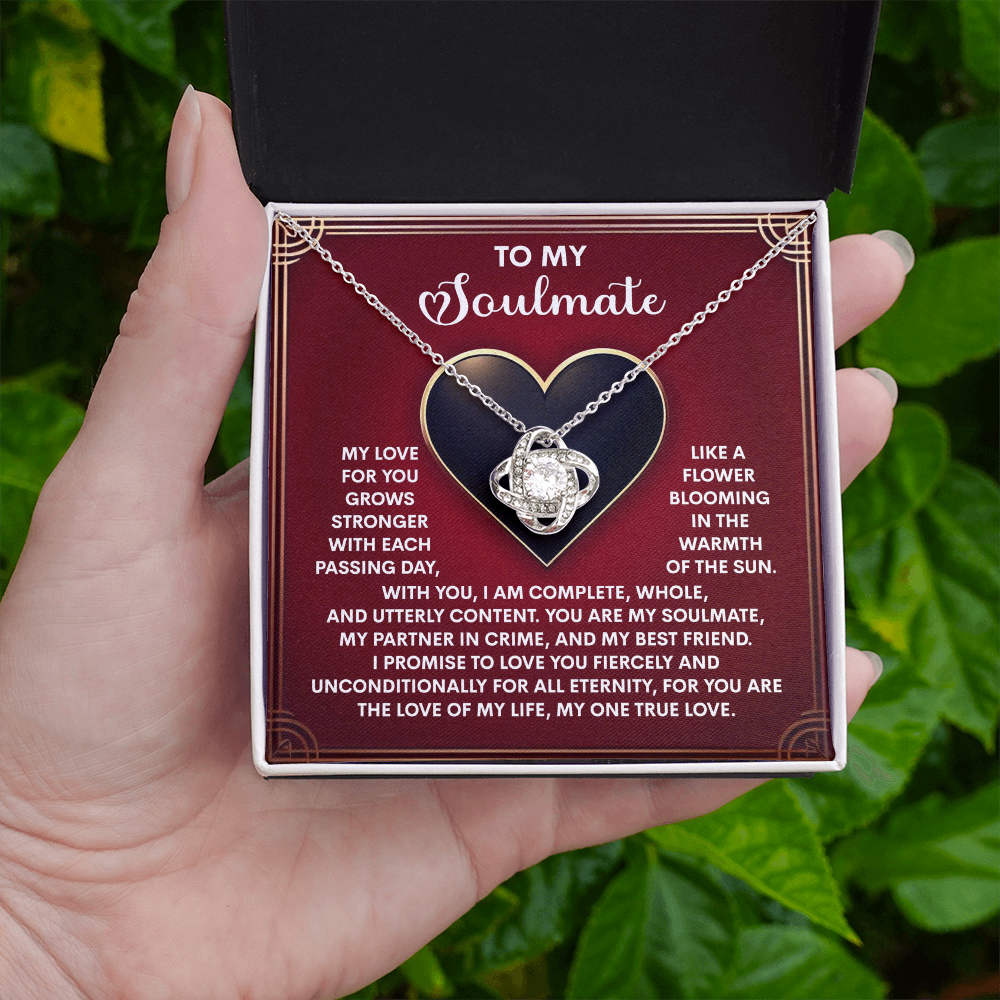 TO MY
Soulmate
MY LOVE
FOR YOU
GROWS
STRONGER
WITH EACH
PASSING DAY,
LIKE A
FLOWER
BLOOMING
IN THE
WARMTH
OF THE SUN.
WITH YOU, I AM COMPLETE, WHOLE,
AND UTTERLY CONTENT. YOU ARE MY SOULMATE,
MY PARTNER IN CRIME, AND MY BEST FRIEND.
I PROMISE TO LOVE YOU FIERCELY AND
UNCONDITIONALLY FOR ALL ETERNITY, FOR YOU ARE
THE LOVE OF MY LIFE, MY ONE TRUE LOVE.